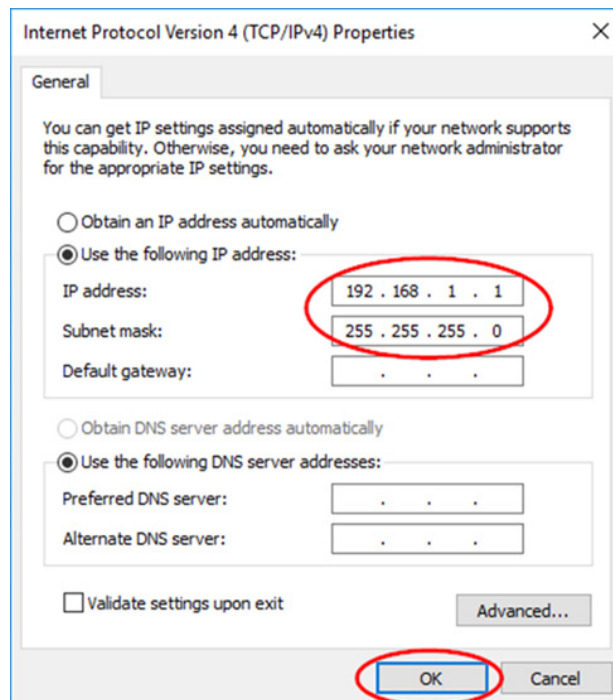 Internet Protocol Version 4 (TCP/IPv4) Properties
General
You can get IP settings assigned automatically if your network supports
this capability. Otherwise, you need to ask your network administrator
for the appropriate IP settings.
Obtain an IP address automatically
Use the following IP address:
IP address: 192 . 168 . 1 . 1
Subnet mask: 255 . 255 . 255 . 0
Default gateway: . . .
Obtain DNS server address automatically
Use the following DNS server addresses:
Preferred DNS server: . . .
Alternate DNS server: . . .
Validate settings upon exit
Advanced...
OK Cancel